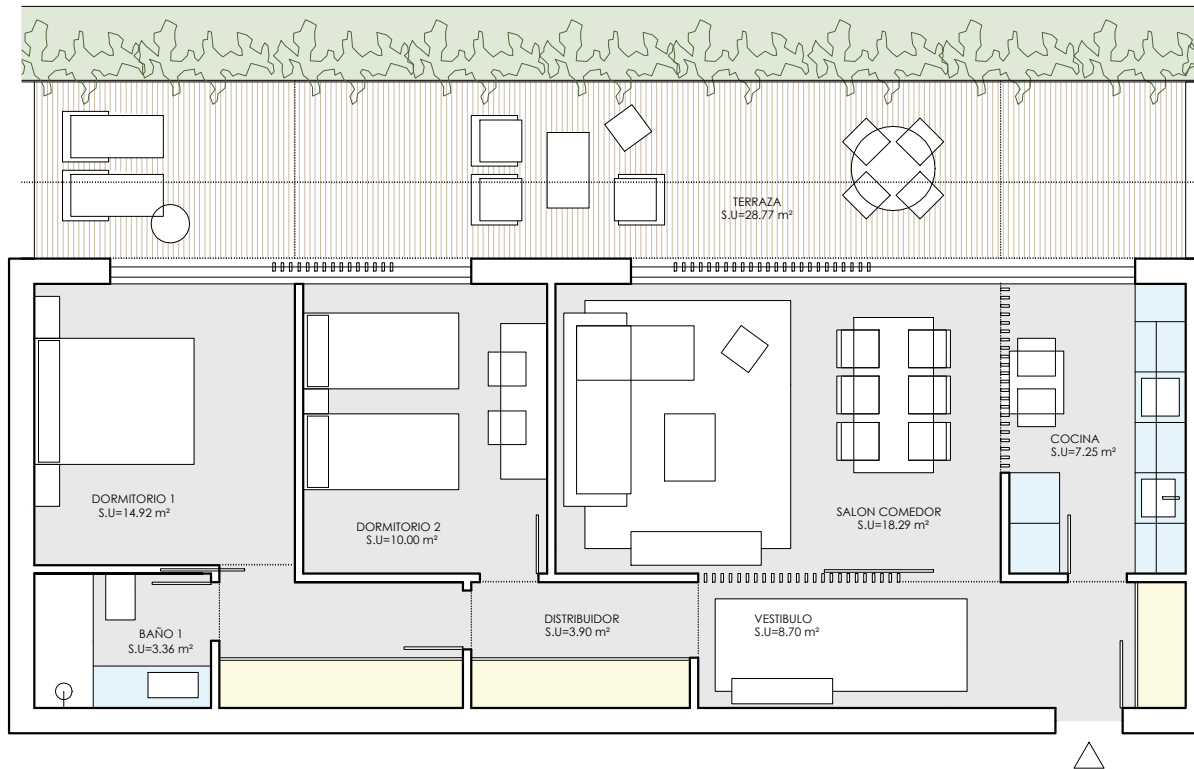 TERRAZA
S.U=28.77 m²
DORMITORIO 1
S.U=14.92 m²
DORMITORIO 2
S.U=10.00 m²
SALON COMEDOR
S.U=18.29 m²
COCINA
S.U=7.25 m²
BAÑO 1
S.U=3.36 m²
DISTRIBUIDOR
S.U=3.90 m²
VESTIBULO
S.U=8.70 m²